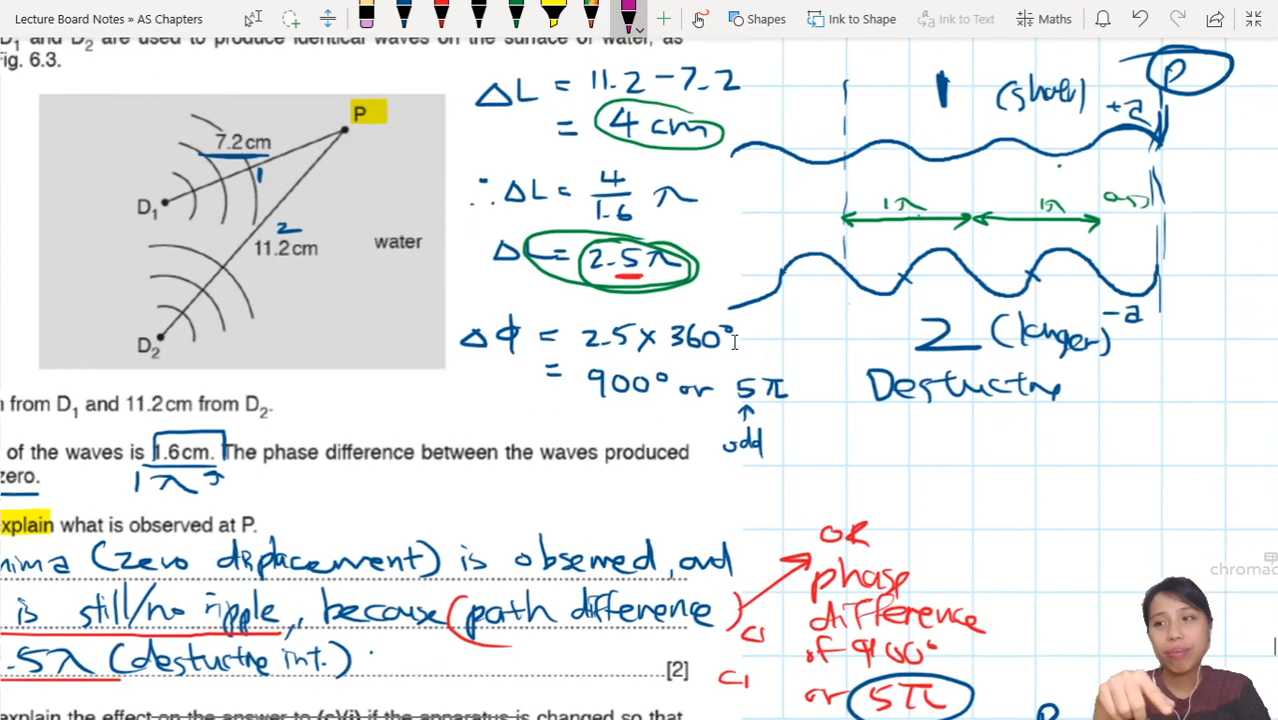 Lecture Board Notes » AS Chapters
Shapes
Ink to Shape
Ink to Text
Maths
D₁ and D₂ are used to produce identical waves on the surface of water, as
Fig. 6.3.
P
7.2 cm
1
D₁
2
11.2 cm
water
D₂
ΔL = 11.2 - 7.2
= 4 cm
∴ ΔL = 4/1.6 λ
ΔL = 2.5λ
Δϕ = 2.5 x 360°
= 900° or 5π
↑
odd
1 (short)
P
+a
1λ
1λ
2 (longer)
-a
Destructive
from D₁ and 11.2 cm from D₂.
of the waves is 1.6 cm. The phase difference between the waves produced
zero.
1λ
explain what is observed at P.
nima (zero displacement) is observed, and
is still/no ripple, because (path difference)
.5λ (destructive int.)
[2]
C1
C1
OR
phase
difference
of 900°
or 5π
explain the effect on the answer to (c)(i) if the apparatus is changed so that
chromac